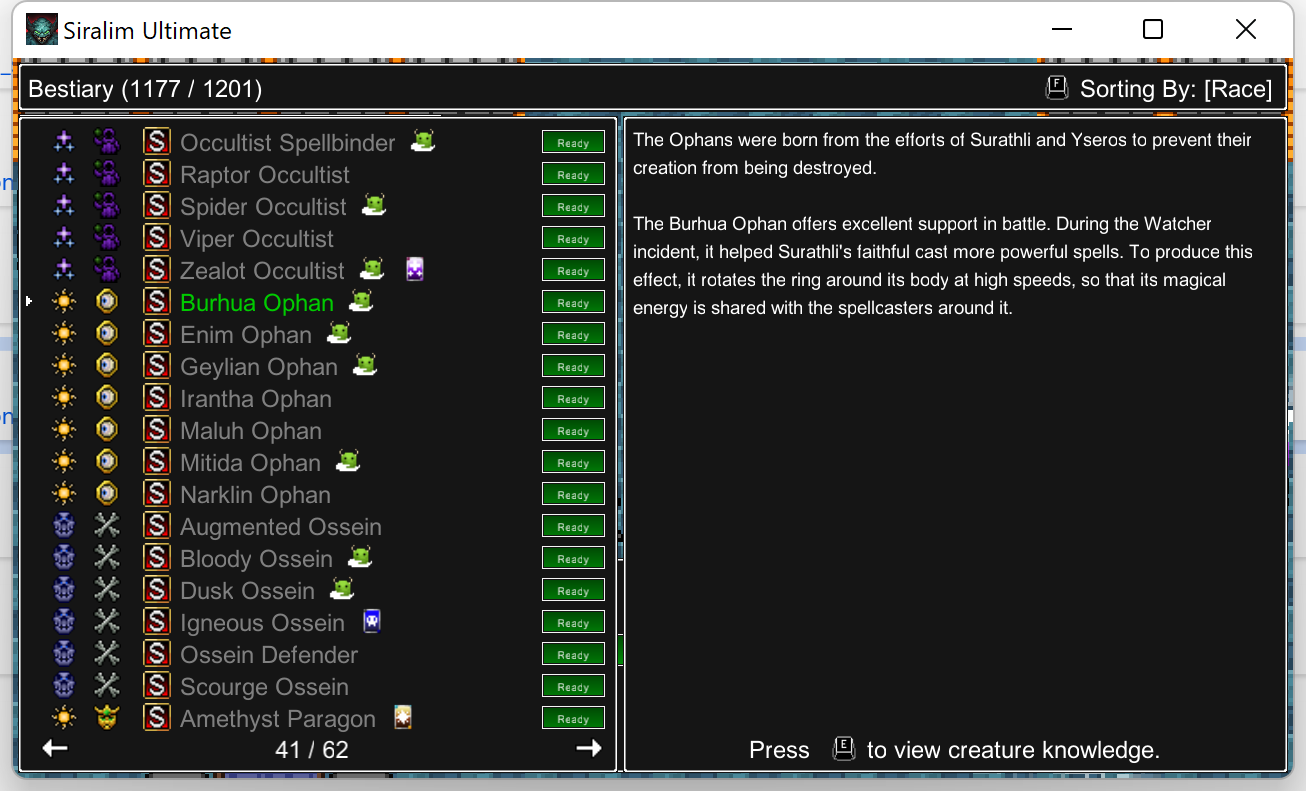 Siralim Ultimate
Bestiary (1177 / 1201)
F Sorting By: [Race]
S Occultist Spellbinder Ready
S Raptor Occultist Ready
S Spider Occultist Ready
S Viper Occultist Ready
S Zealot Occultist Ready
S Burhua Ophan Ready
S Enim Ophan Ready
S Geylian Ophan Ready
S Irantha Ophan Ready
S Maluh Ophan Ready
S Mitida Ophan Ready
S Narklin Ophan Ready
S Augmented Ossein Ready
S Bloody Ossein Ready
S Dusk Ossein Ready
S Igneous Ossein Ready
S Ossein Defender Ready
S Scourge Ossein Ready
S Amethyst Paragon Ready
41 / 62
The Ophans were born from the efforts of Surathli and Yseros to prevent their
creation from being destroyed.
The Burhua Ophan offers excellent support in battle. During the Watcher
incident, it helped Surathli's faithful cast more powerful spells. To produce this
effect, it rotates the ring around its body at high speeds, so that its magical
energy is shared with the spellcasters around it.
Press E to view creature knowledge.